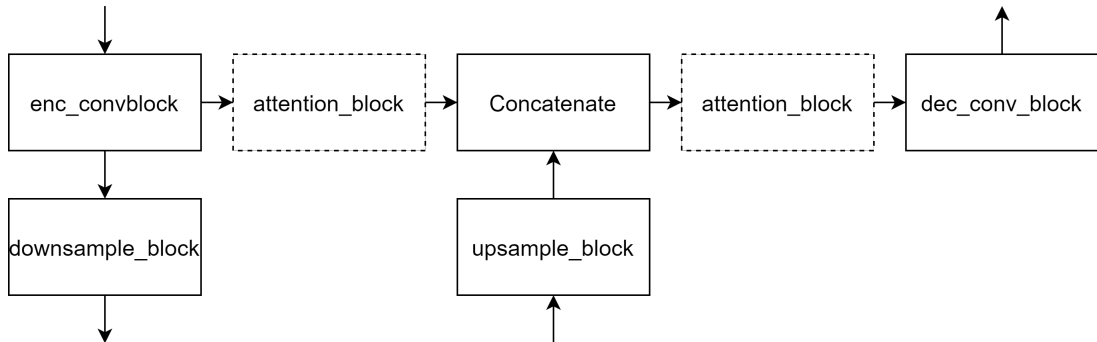 enc_convblock
attention_block
Concatenate
attention_block
dec_conv_block
downsample_block
upsample_block